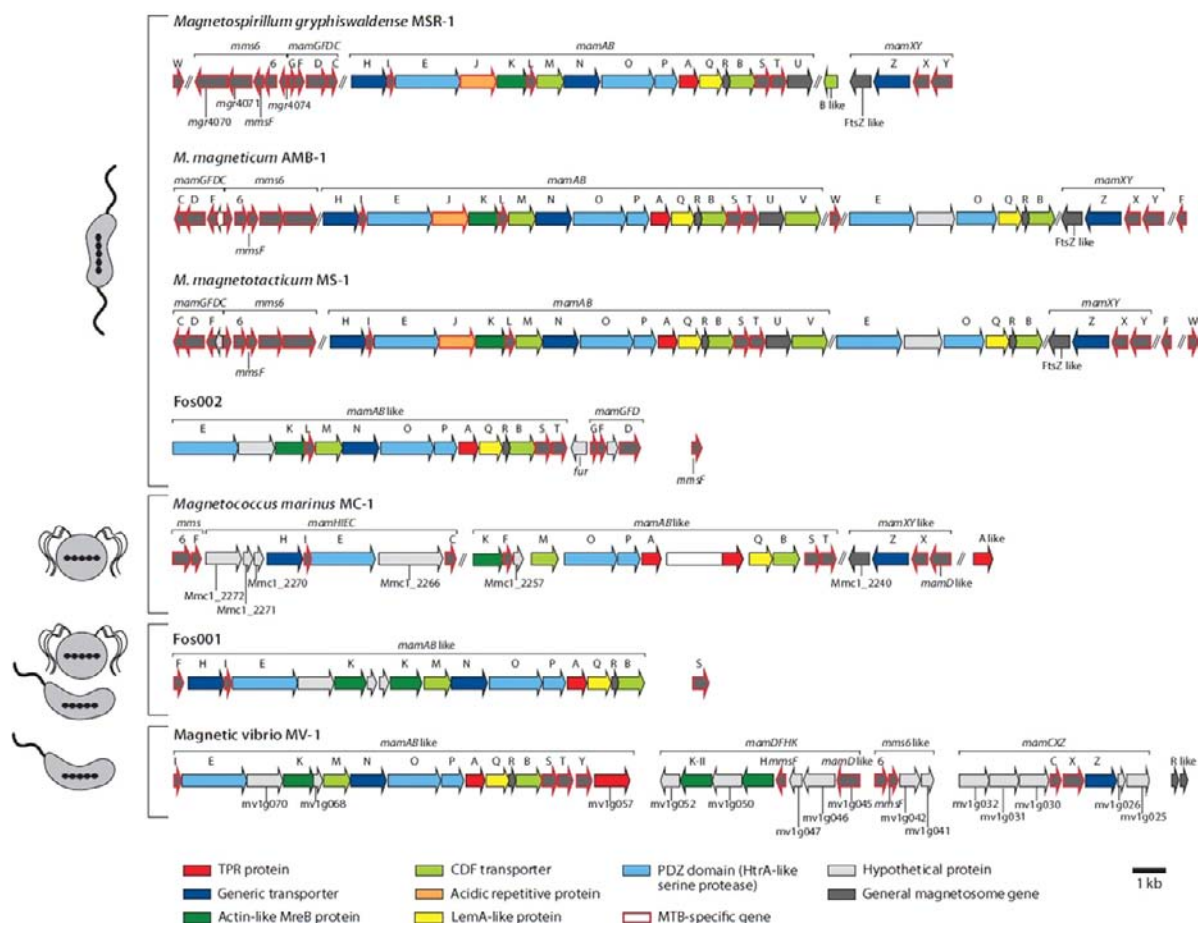 Magnetospirillum gryphiswaldense MSR-1
mms6 mamGFDC mamAB mamXY
W 6 GF D C H I E J K L M N O P A Q R B S T U Z X Y
mgr4071 mgr4074 B like
mgr4070 mmsF FtsZ like
M. magneticum AMB-1
mamGFDC mms6 mamAB mamXY
C D F 6 H I E J K L M N O P A Q R B S T U V W E O Q R B Z X Y F
mmsF FtsZ like
M. magnetotacticum MS-1
mamGFDC mms6 mamAB mamXY
C D F 6 H I E J K L M N O P A Q R B S T U V E O Q R B Z X Y F W
mmsF FtsZ like
Fos002
mamAB like mamGFD
E K L M N O P A Q R B S T GF D
fur mmsF
Magnetococcus marinus MC-1
mms mamHIEC mamAB like mamXY like
6 F H I E C K F M O P A Q B S T Z X A like
Mmc1_2270 Mmc1_2266 Mmc1_2257 Mmc1_2240 mamD like
Mmc1_2272
Mmc1_2271
Fos001
mamAB like
F H I E K K M N O P A Q R B S
Magnetic vibrio MV-1
mamAB like mamDFHK mms6 like mamCXZ
I E K M N O P A Q R B S T Y K-II H mmsF mamD like 6 C X Z R like
mv1g070 mv1g068 mv1g057 mv1g052 mv1g050 mv1g045 mmsF mv1g032 mv1g030 mv1g026
mv1g046 mv1g042 mv1g031 mv1g025
mv1g047 mv1g041
TPR protein CDF transporter PDZ domain (HtrA-like Hypothetical protein
serine protease)
Generic transporter Acidic repetitive protein General magnetosome gene 1 kb
Actin-like MreB protein LemA-like protein MTB-specific gene